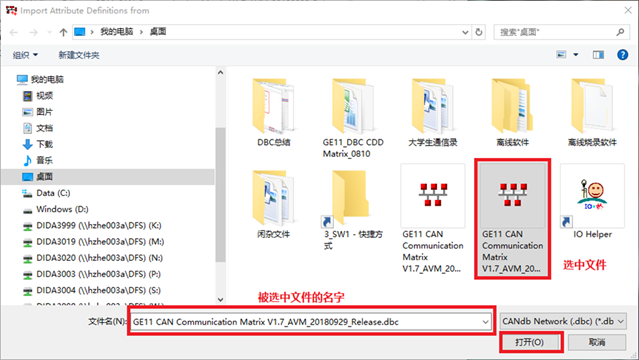 Import Attribute Definitions from
我的电脑 › 桌面
搜索"桌面"
组织
新建文件夹
我的电脑
视频
图片
文档
下载
音乐
桌面
Data (C:)
Windows (D:)
DIDA3999 (\\hzhe003a\DFS) (K:)
DIDA3019 (\\hzhe003a\DFS) (M:)
DIDA3020 (\\hzhe003a\DFS) (N:)
DIDA3003 (\\hzhe003a\DFS) (P:)
DIDA3004 (\\hzhe003a\DFS) (S:)
DBC总结
GE11_DBC CDD
Matrix_0810
大学生通信录
离线软件
离线烧录软件
闲杂文件
3_SW1 - 快捷方
式
GE11 CAN
Communication
Matrix
V1.7_AVM_20...
GE11 CAN
Communication
Matrix
V1.7_AVM_20...
IO Helper
选中文件
被选中文件的名字
文件名(N):
GE11 CAN Communication Matrix V1.7_AVM_20180929_Release.dbc
CANdb Network (.dbc) (*.db
打开(O)
取消